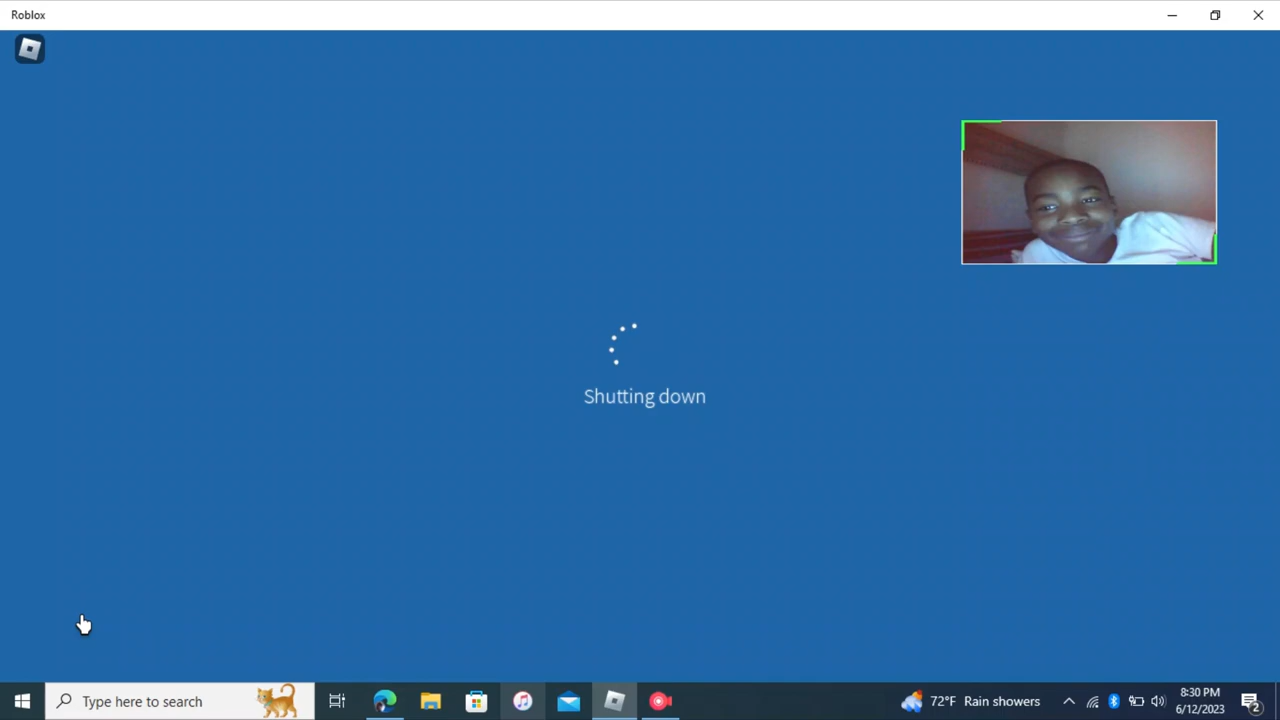 Roblox
Shutting down
Type here to search
72°F Rain showers
8:30 PM
6/12/2023
2